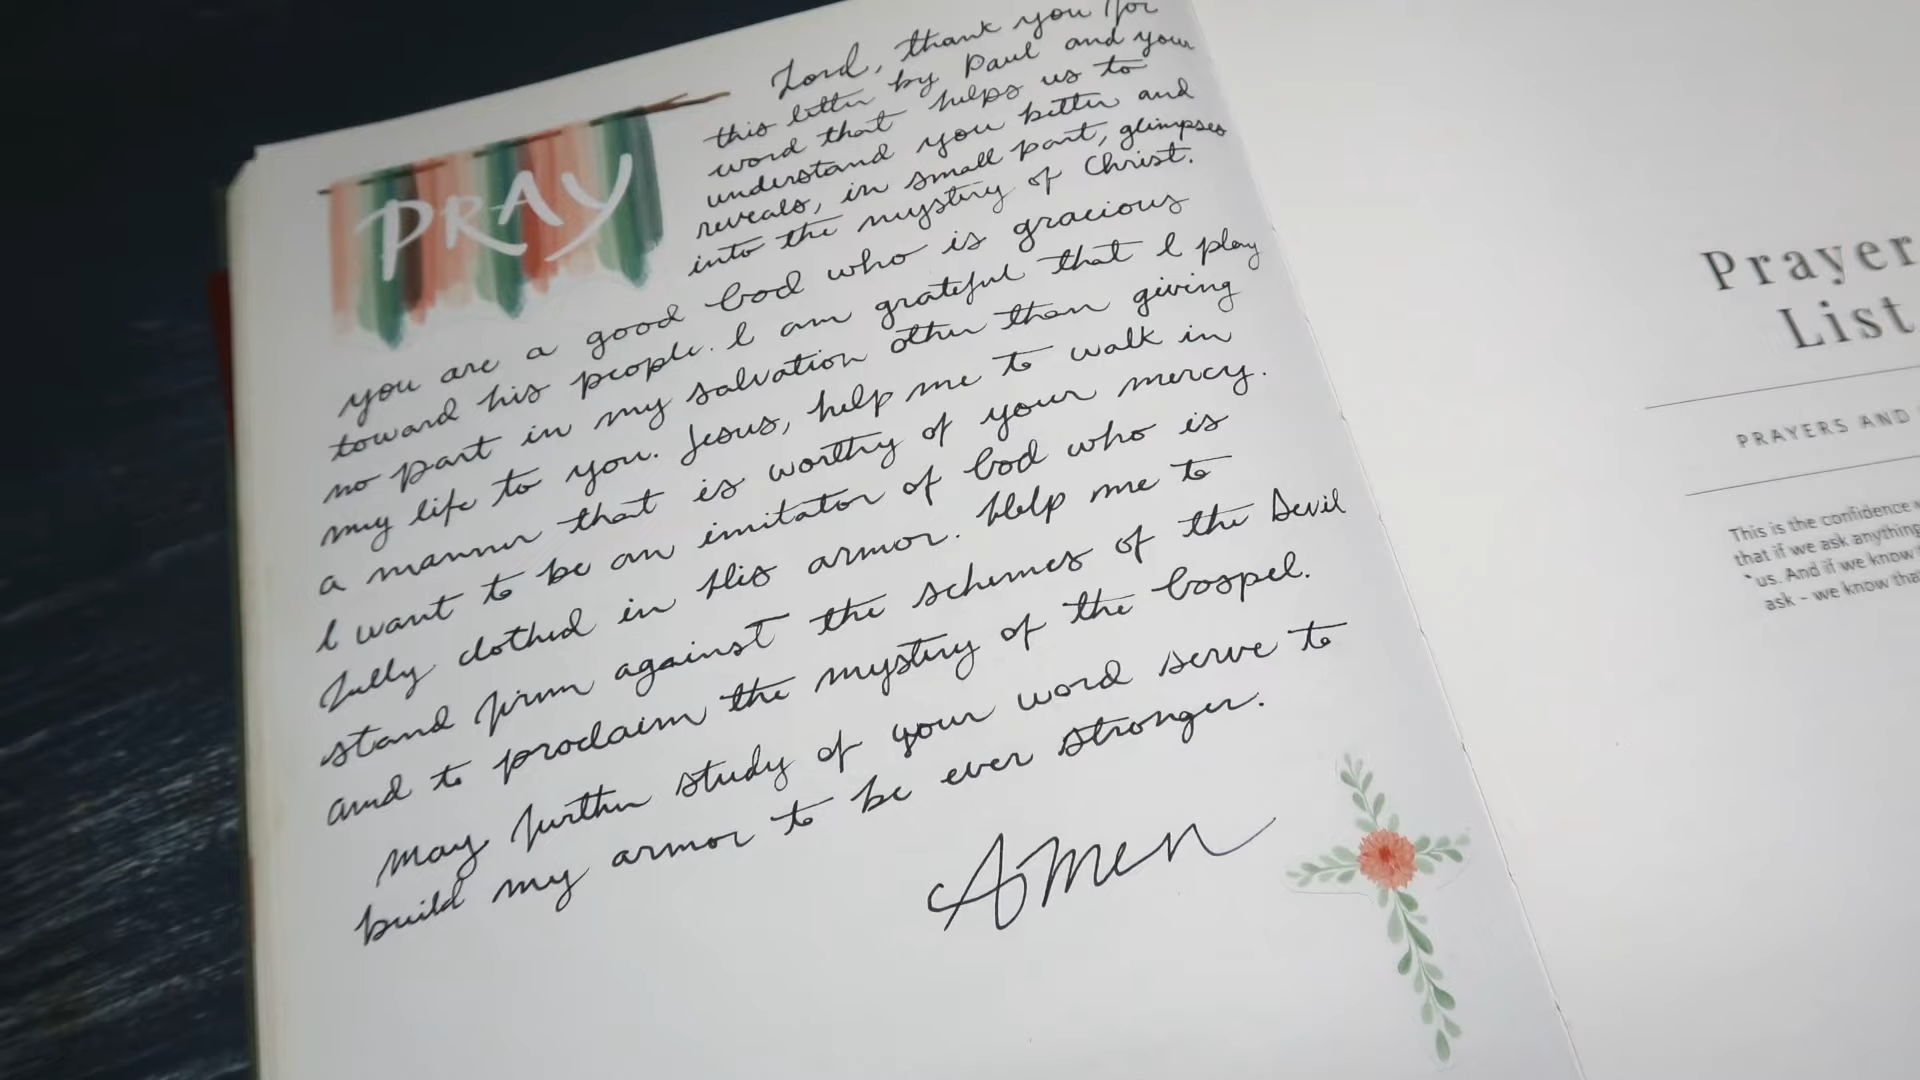 PRAY
Lord, thank you for
this letter by Paul and your
word that helps us to
understand you better and
reveals, in small part, glimpses
into the mystery of Christ.
you are a good God who is gracious
toward his people. I am grateful that I play
no part in my salvation other than giving
my life to you. Jesus, help me to walk in
a manner that is worthy of your mercy.
I want to be an imitator of God who is
fully clothed in His armor. Help me to
stand firm against the schemes of the Devil
and to proclaim the mystery of the Gospel.
May further study of your word serve to
build my armor to be ever stronger.
Amen
Prayer
List
PRAYERS AND
This is the confidence
that if we ask anything
us. And if we know
ask - we know tha